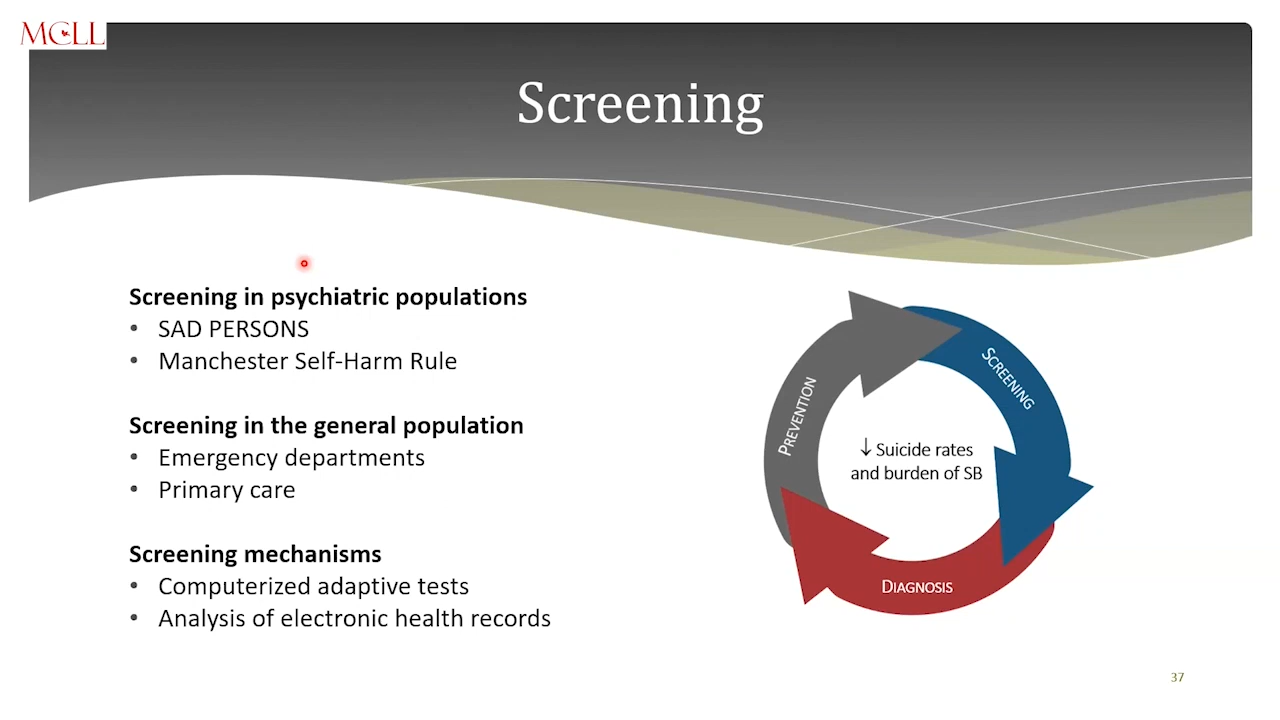 MCLL
Screening
Screening in psychiatric populations
• SAD PERSONS
• Manchester Self-Harm Rule
Screening in the general population
• Emergency departments
• Primary care
Screening mechanisms
• Computerized adaptive tests
• Analysis of electronic health records
PREVENTION
SCREENING
↓ Suicide rates
and burden of SB
DIAGNOSIS
37